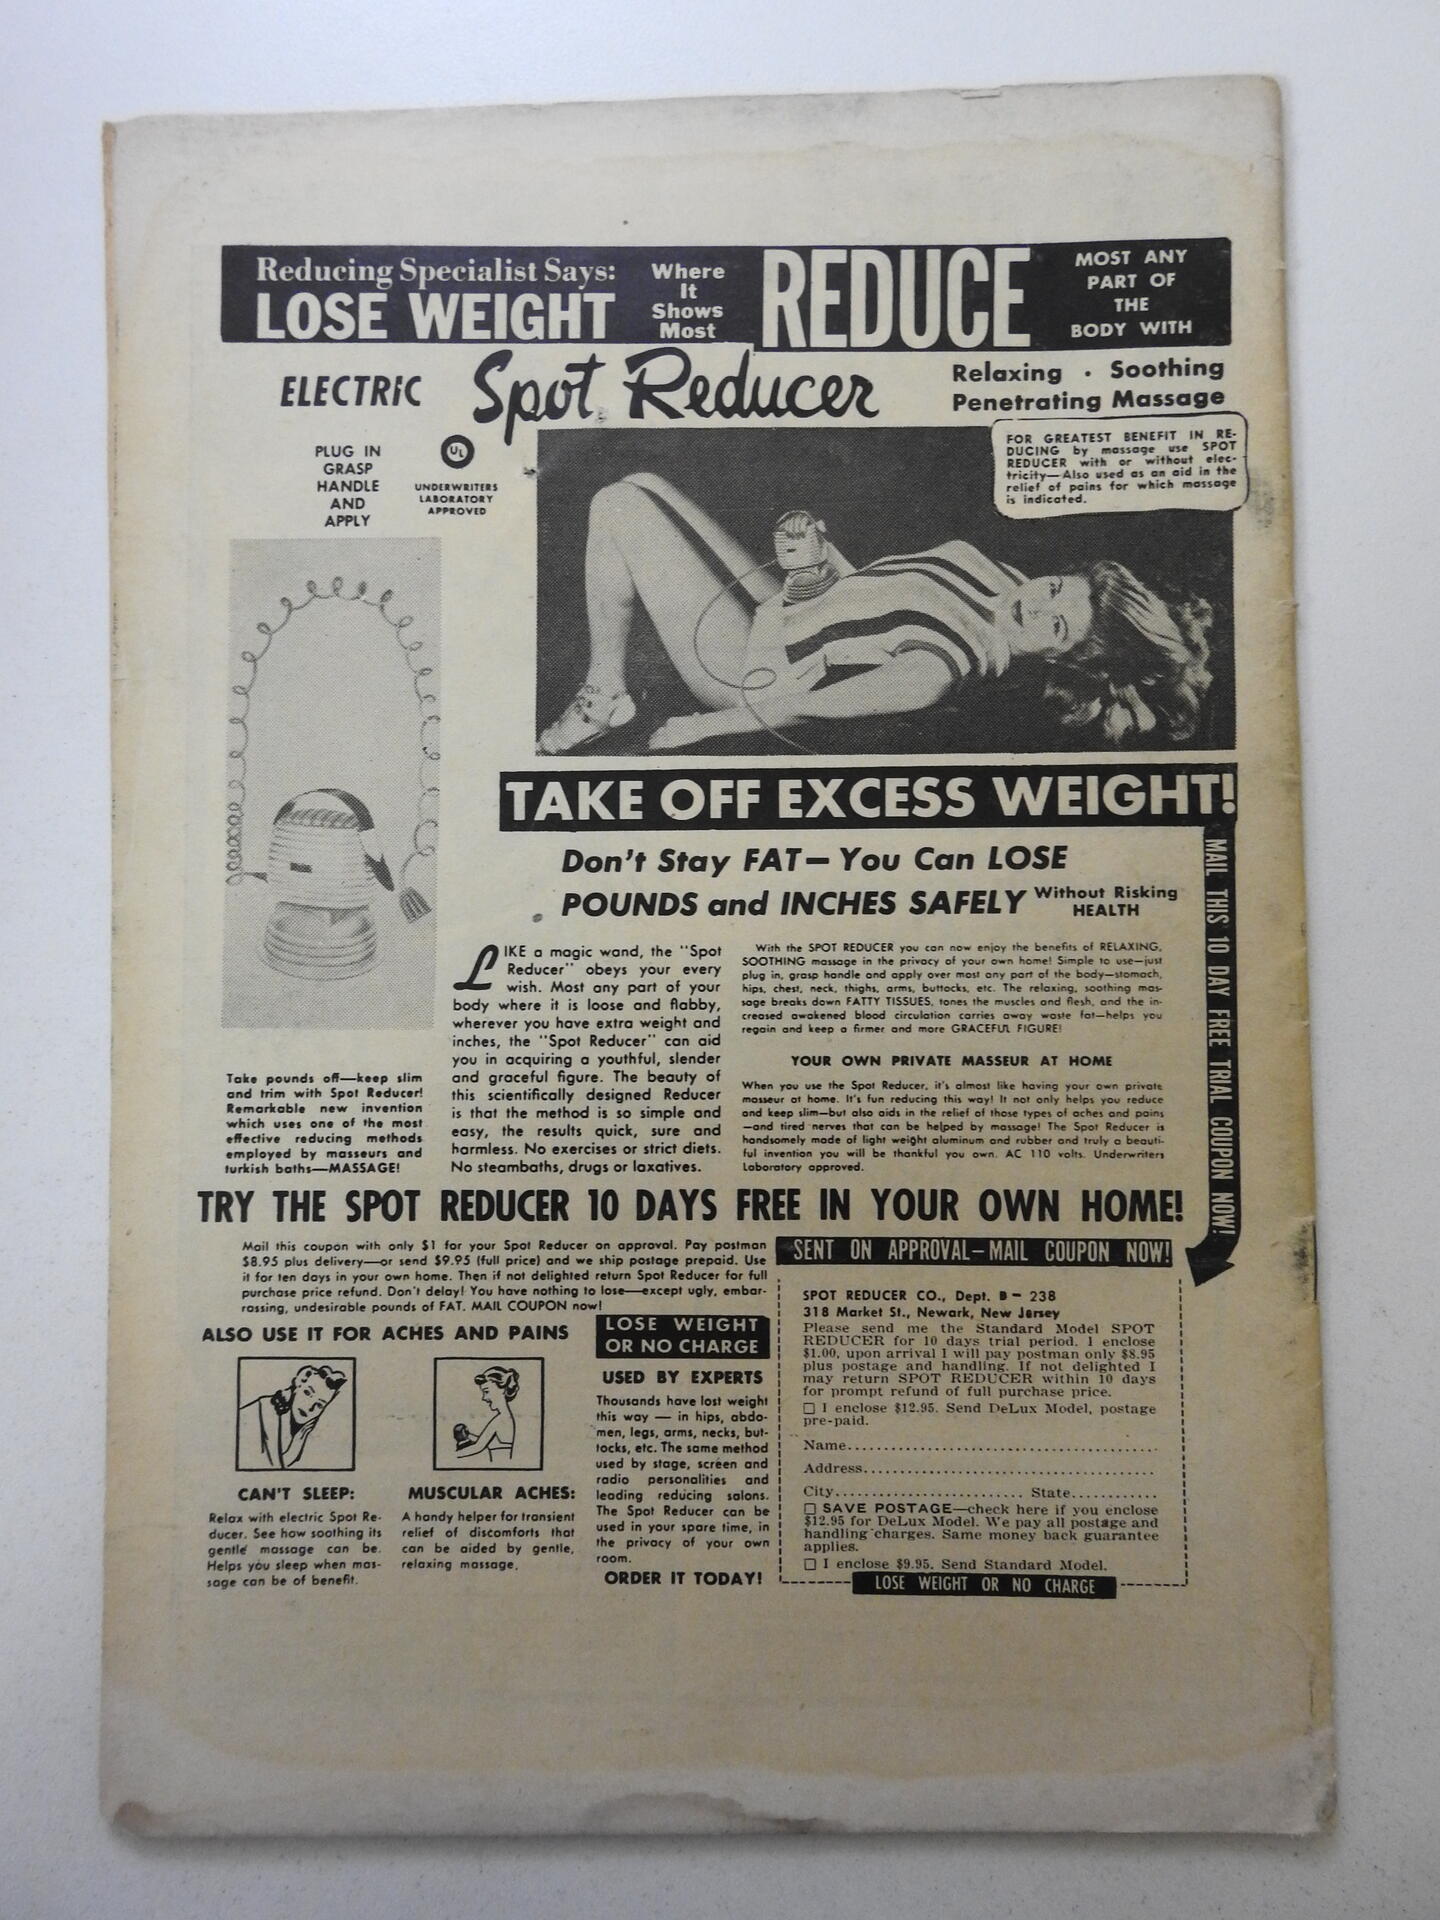 Reducing Specialist Says:
LOSE WEIGHT
Where
It
Shows
Most
REDUCE
MOST ANY
PART OF
THE
BODY WITH
ELECTRIC
Spot Reducer
Relaxing · Soothing
Penetrating Massage
PLUG IN
GRASP
HANDLE
AND
APPLY
UL
UNDERWRITERS
LABORATORY
APPROVED
FOR GREATEST BENEFIT IN RE-
DUCING by massage use SPOT
REDUCER with or without elec-
tricity—Also used as an aid in the
relief of pains for which massage
is indicated.
TAKE OFF EXCESS WEIGHT!
Don't Stay FAT—You Can LOSE
POUNDS and INCHES SAFELY Without Risking
HEALTH
MAIL THIS 10 DAY FREE TRIAL COUPON NOW!
Take pounds off—keep slim
and trim with Spot Reducer!
Remarkable new invention
which uses one of the most
effective reducing methods
employed by masseurs and
turkish baths—MASSAGE!
LIKE a magic wand, the "Spot
Reducer" obeys your every
wish. Most any part of your
body where it is loose and flabby,
wherever you have extra weight and
inches, the "Spot Reducer" can aid
you in acquiring a youthful, slender
and graceful figure. The beauty of
this scientifically designed Reducer
is that the method is so simple and
easy, the results quick, sure and
harmless. No exercises or strict diets.
No steambaths, drugs or laxatives.
With the SPOT REDUCER you can now enjoy the benefits of RELAXING,
SOOTHING massage in the privacy of your own home! Simple to use—just
plug in, grasp handle and apply over most any part of the body—stomach,
hips, chest, neck, thighs, arms, buttocks, etc. The relaxing, soothing mas-
sage breaks down FATTY TISSUES, tones the muscles and flesh, and the in-
creased awakened blood circulation carries away waste fat—helps you
regain and keep a firmer and more GRACEFUL FIGURE!
YOUR OWN PRIVATE MASSEUR AT HOME
When you use the Spot Reducer, it's almost like having your own private
masseur at home. It's fun reducing this way! It not only helps you reduce
and keep slim—but also aids in the relief of those types of aches and pains
—and tired nerves that can be helped by massage! The Spot Reducer is
handsomely made of light weight aluminum and rubber and truly a beauti-
ful invention you will be thankful you own. AC 110 volts. Underwriters
Laboratory approved.
TRY THE SPOT REDUCER 10 DAYS FREE IN YOUR OWN HOME!
Mail this coupon with only $1 for your Spot Reducer on approval. Pay postman
$8.95 plus delivery—or send $9.95 (full price) and we ship postage prepaid. Use
it for ten days in your own home. Then if not delighted return Spot Reducer for full
purchase price refund. Don't delay! You have nothing to lose—except ugly, embar-
rassing, undesirable pounds of FAT. MAIL COUPON now!
ALSO USE IT FOR ACHES AND PAINS
CAN'T SLEEP:
Relax with electric Spot Re-
ducer. See how soothing its
gentle massage can be.
Helps you sleep when mas-
sage can be of benefit.
MUSCULAR ACHES:
A handy helper for transient
relief of discomforts that
can be aided by gentle,
relaxing massage.
LOSE WEIGHT
OR NO CHARGE
USED BY EXPERTS
Thousands have lost weight
this way — in hips, abdo-
men, legs, arms, necks, but-
tocks, etc. The same method
used by stage, screen and
radio personalities and
leading reducing salons.
The Spot Reducer can be
used in your spare time, in
the privacy of your own
room.
ORDER IT TODAY!
SENT ON APPROVAL—MAIL COUPON NOW!
SPOT REDUCER CO., Dept. B - 238
318 Market St., Newark, New Jersey
Please send me the Standard Model SPOT
REDUCER for 10 days trial period. I enclose
$1.00, upon arrival I will pay postman only $8.95
plus postage and handling. If not delighted I
may return SPOT REDUCER within 10 days
for prompt refund of full purchase price.
☐ I enclose $12.95. Send DeLux Model, postage
pre-paid.
Name
Address
City State
☐ SAVE POSTAGE—check here if you enclose
$12.95 for DeLux Model. We pay all postage and
handling charges. Same money back guarantee
applies.
☐ I enclose $9.95. Send Standard Model.
LOSE WEIGHT OR NO CHARGE